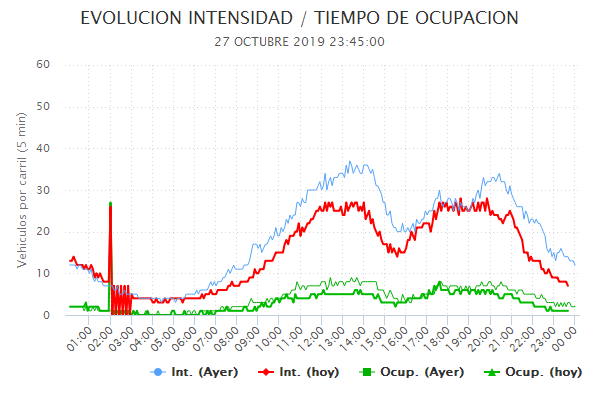 EVOLUCION INTENSIDAD / TIEMPO DE OCUPACION
27 OCTUBRE 2019 23:45:00
Vehiculos por carril (5 min)
60
50
40
30
20
10
0
01:00 02:00 03:00 04:00 05:00 06:00 07:00 08:00 09:00 10:00 11:00 12:00 13:00 14:00 15:00 16:00 17:00 18:00 19:00 20:00 21:00 22:00 23:00 00:00
Int. (Ayer) Int. (hoy) Ocup. (Ayer) Ocup. (hoy)